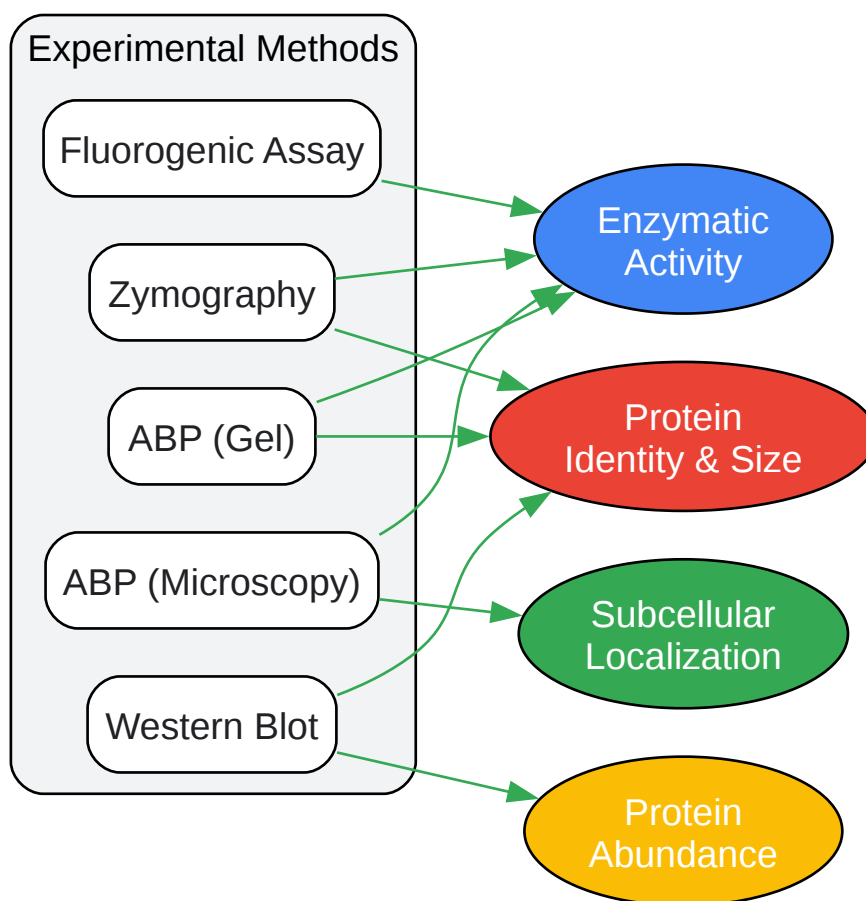 Experimental Methods
Fluorogenic Assay
Zymography
ABP (Gel)
ABP (Microscopy)
Western Blot
Enzymatic
Activity
Protein
Identity & Size
Subcellular
Localization
Protein
Abundance